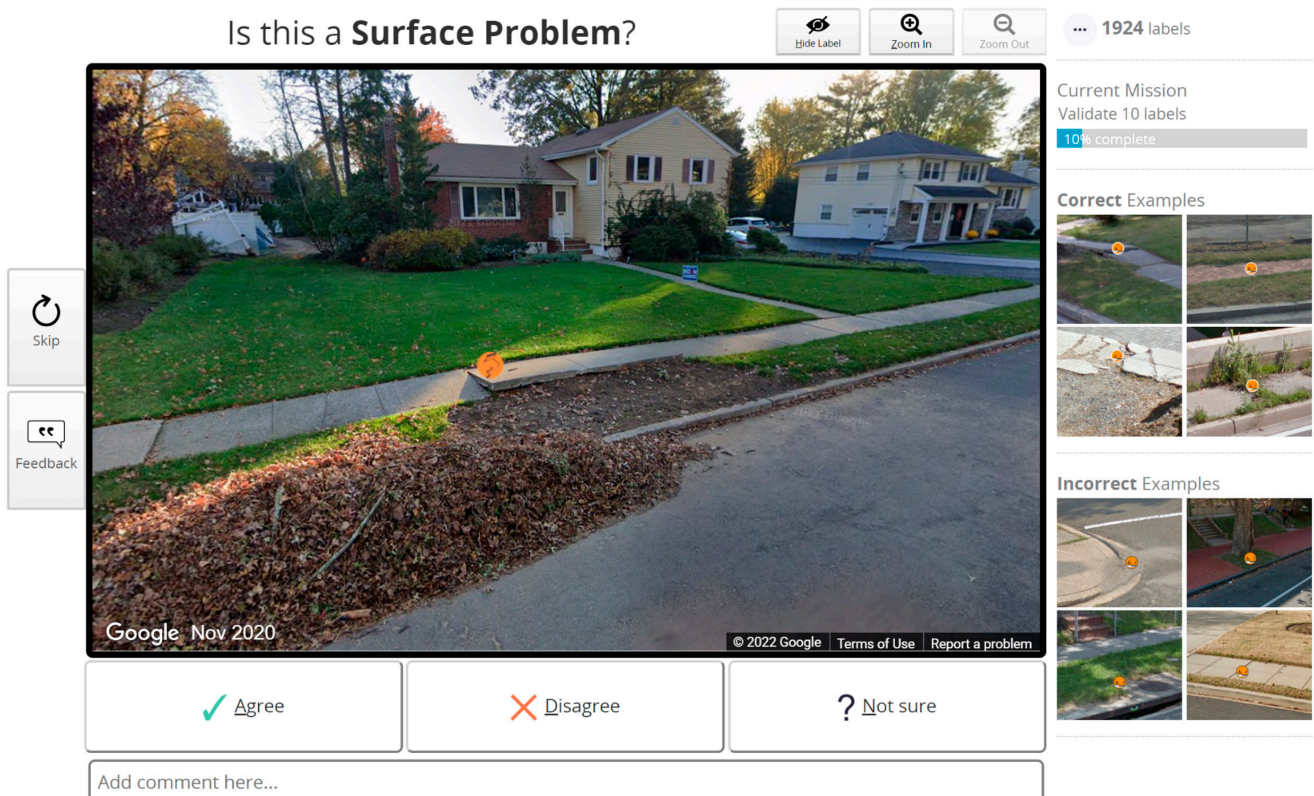 Is this a Surface Problem?
Hide Label
Zoom In
Zoom Out
... 1924 labels
Current Mission
Validate 10 labels
10% complete
Correct Examples
Skip
Feedback
Incorrect Examples
Google Nov 2020
© 2022 Google Terms of Use Report a problem
Agree
Disagree
? Not sure
Add comment here...